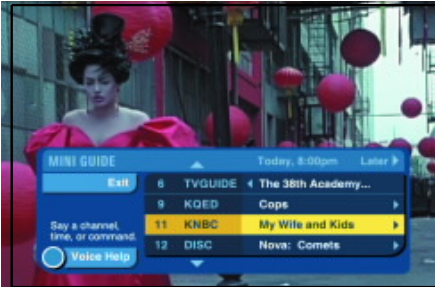 MINI GUIDE Today, 8:00pm Later
Exit
6 TVGUIDE The 38th Academy...
9 KQED Cops
11 KNBC My Wife and Kids
12 DISC Nova: Comets
Say a channel,
time, or command.
Voice Help